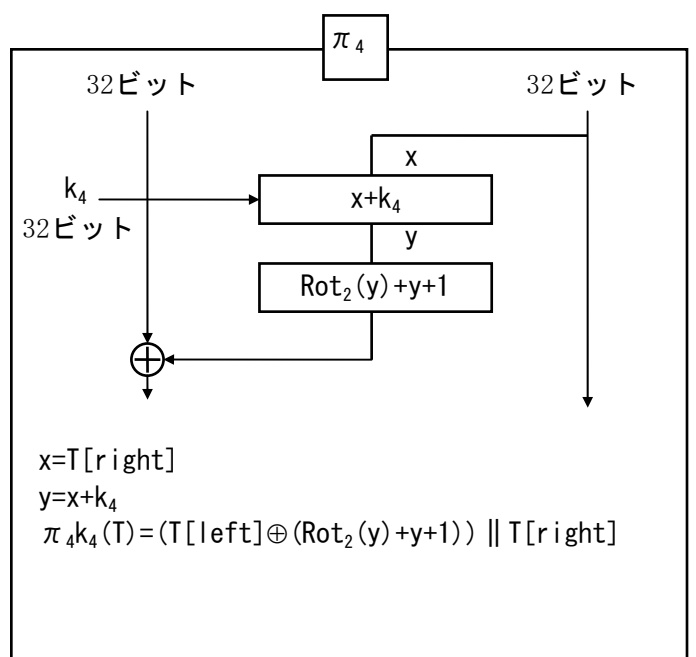 π₄
32ビット 32ビット
x
k₄
x+k₄
32ビット
y
Rot₂(y)+y+1
x=T[right]
y=x+k₄
π₄k₄(T)=(T[left]⊕(Rot₂(y)+y+1))∥T[right]